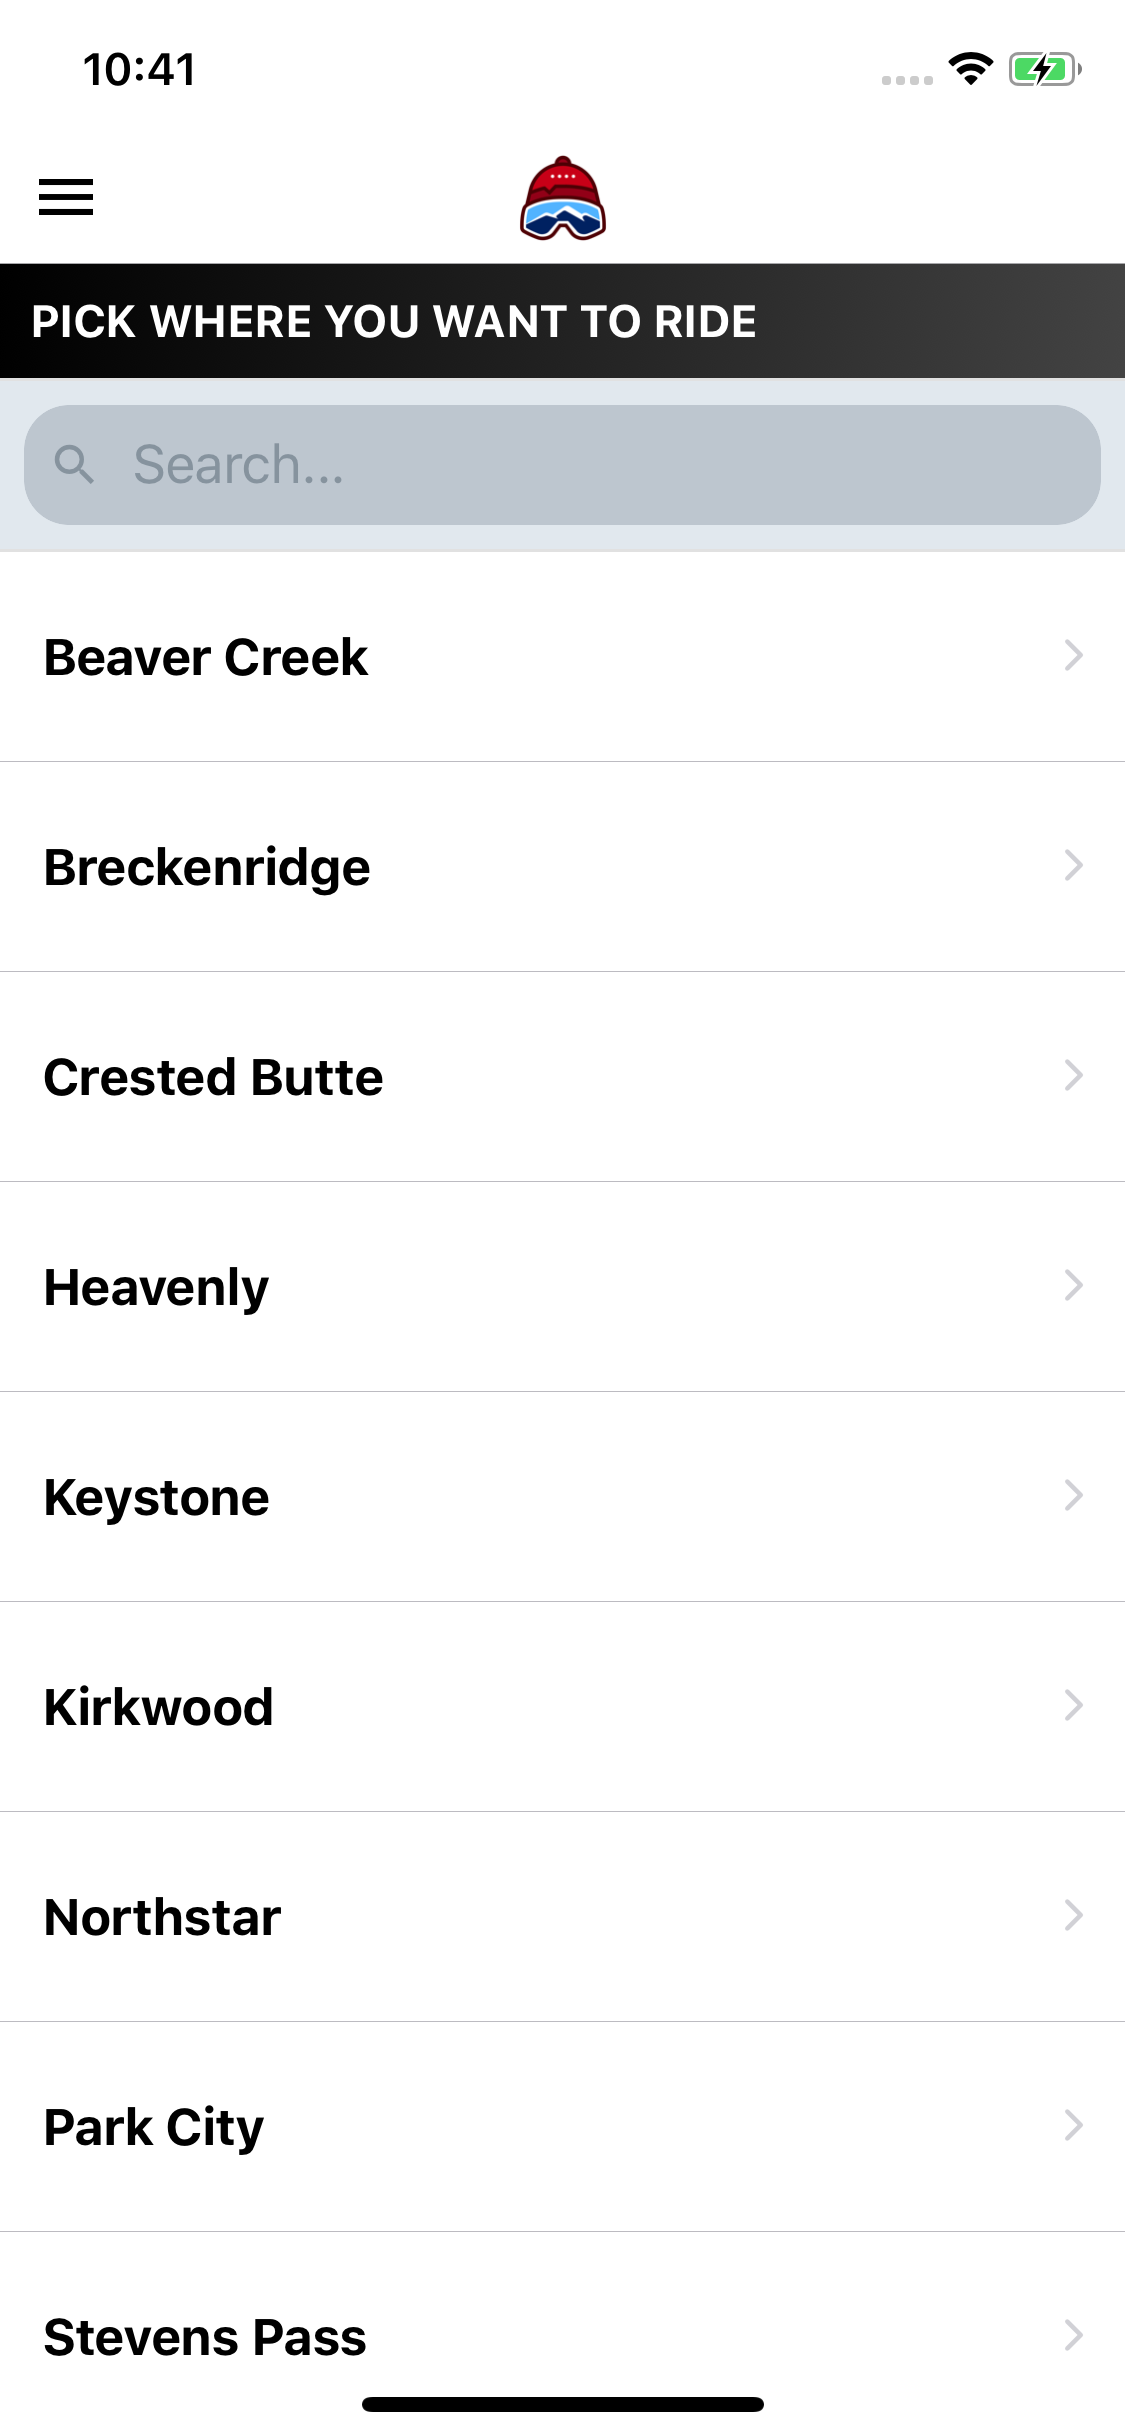 10:41
PICK WHERE YOU WANT TO RIDE
Search...
Beaver Creek
Breckenridge
Crested Butte
Heavenly
Keystone
Kirkwood
Northstar
Park City
Stevens Pass